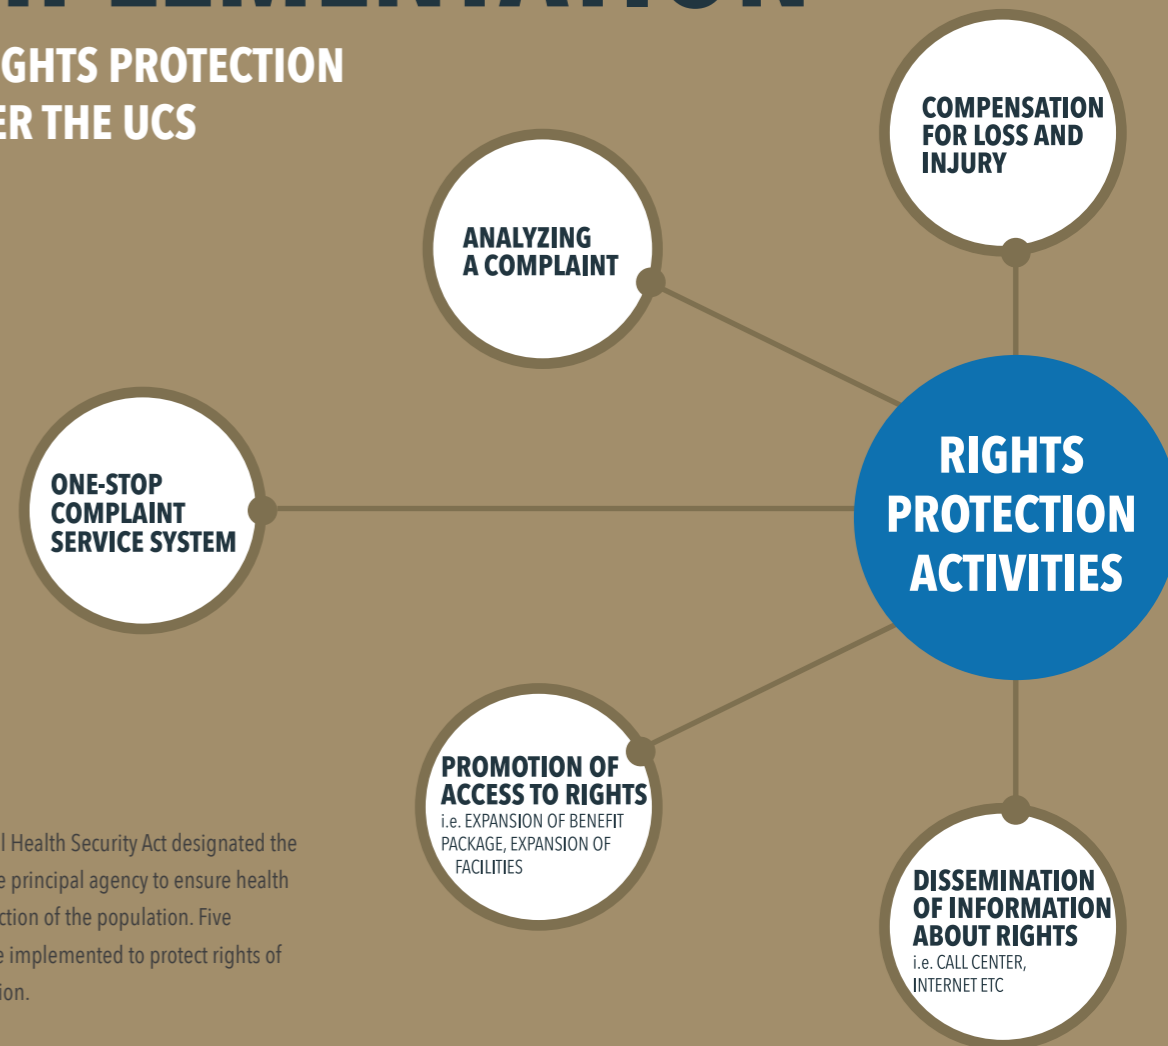 IMPLEMENTATION
GHTS PROTECTION
ER THE UCS
COMPENSATION
FOR LOSS AND
INJURY
ANALYZING
A COMPLAINT
ONE-STOP
COMPLAINT
SERVICE SYSTEM
RIGHTS
PROTECTION
ACTIVITIES
PROMOTION OF
ACCESS TO RIGHTS
i.e. EXPANSION OF BENEFIT
PACKAGE, EXPANSION OF
FACILITIES
l Health Security Act designated the
e principal agency to ensure health
ction of the population. Five
e implemented to protect rights of
ion.
DISSEMINATION
OF INFORMATION
ABOUT RIGHTS
i.e. CALL CENTER,
INTERNET ETC